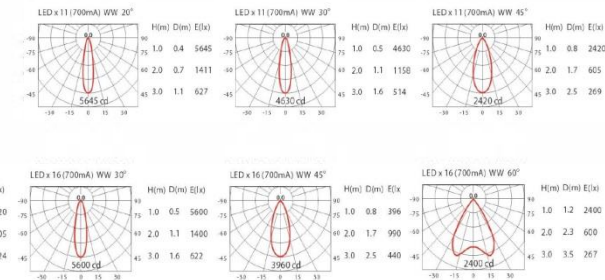 LED x 11 (700mA) WW 20°
H(m) D(m) E(lx)
1.0 0.4 5645
2.0 0.7 1411
3.0 1.1 627
5645 cd
LED x 11 (700mA) WW 30°
H(m) D(m) E(lx)
1.0 0.5 4630
2.0 1.1 1158
3.0 1.6 514
4630 cd
LED x 11 (700mA) WW 45°
H(m) D(m) E(lx)
1.0 0.8 2420
2.0 1.7 605
3.0 2.5 269
2420 cd
LED x 16 (700mA) WW 30°
H(m) D(m) E(lx)
1.0 0.5 5600
2.0 1.1 1400
3.0 1.6 622
5600 cd
LED x 16 (700mA) WW 45°
H(m) D(m) E(lx)
1.0 0.8 396
2.0 1.7 990
3.0 2.5 440
3960 cd
LED x 16 (700mA) WW 60°
H(m) D(m) E(lx)
1.0 1.2 2400
2.0 2.3 600
3.0 3.5 267
2400 cd